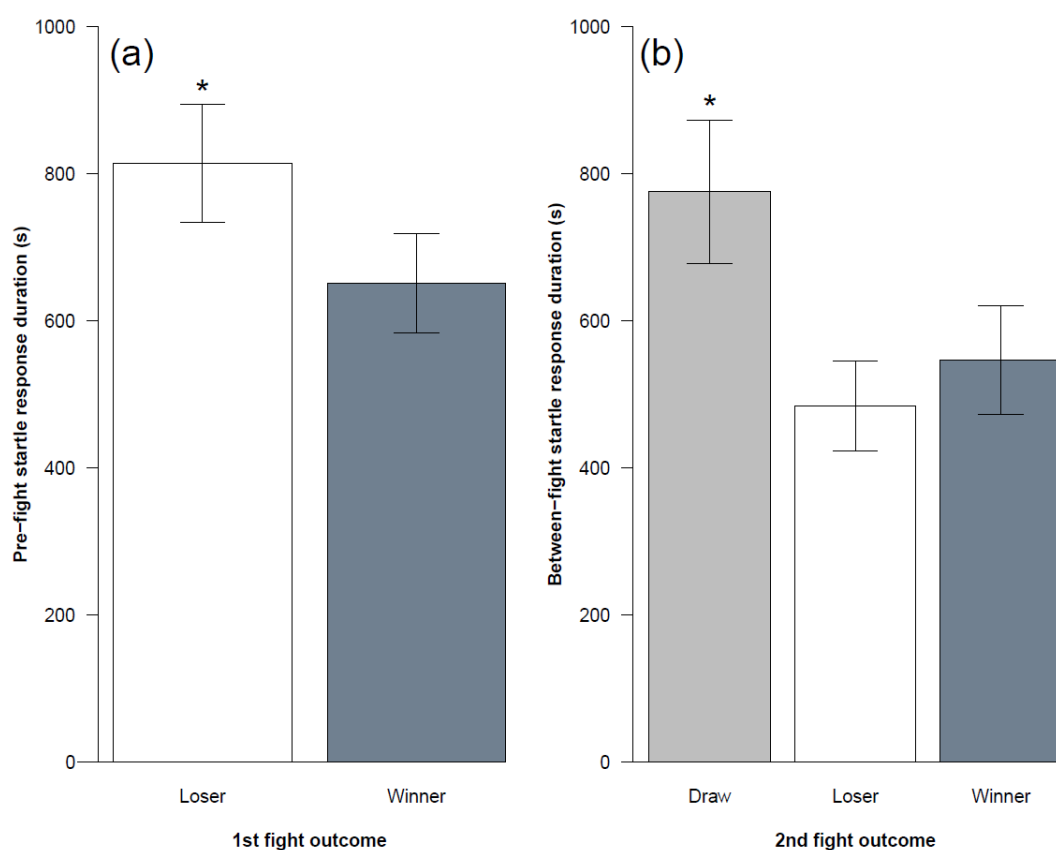 (a)
Pre-fight startle response duration (s)
1000
800
600
400
200
0
*
Loser
Winner
1st fight outcome
(b)
Between-fight startle response duration (s)
1000
800
600
400
200
0
*
Draw
Loser
Winner
2nd fight outcome